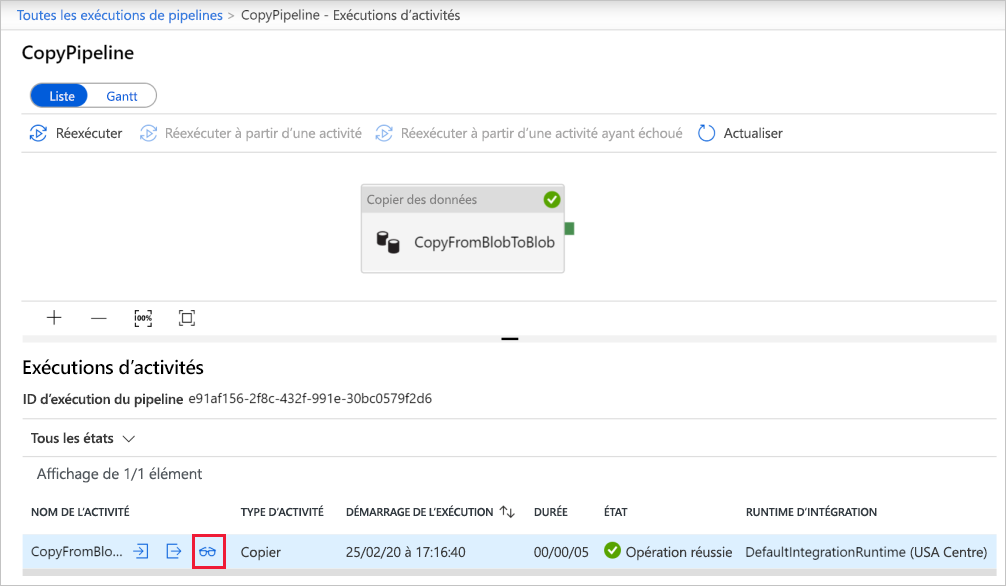 Toutes les exécutions de pipelines > CopyPipeline - Exécutions d’activités
CopyPipeline
Liste Gantt
Réexécuter Réexécuter à partir d’une activité Réexécuter à partir d’une activité ayant échoué Actualiser
Copier des données
CopyFromBlobToBlob
100%
Exécutions d’activités
ID d’exécution du pipeline e91af156-2f8c-432f-991e-30bc0579f2d6
Tous les états
Affichage de 1/1 élément
NOM DE L’ACTIVITÉ TYPE D’ACTIVITÉ DÉMARRAGE DE L’EXÉCUTION DURÉE ÉTAT RUNTIME D’INTÉGRATION
CopyFromBlo... Copier 25/02/20 à 17:16:40 00/00/05 Opération réussie DefaultIntegrationRuntime (USA Centre)